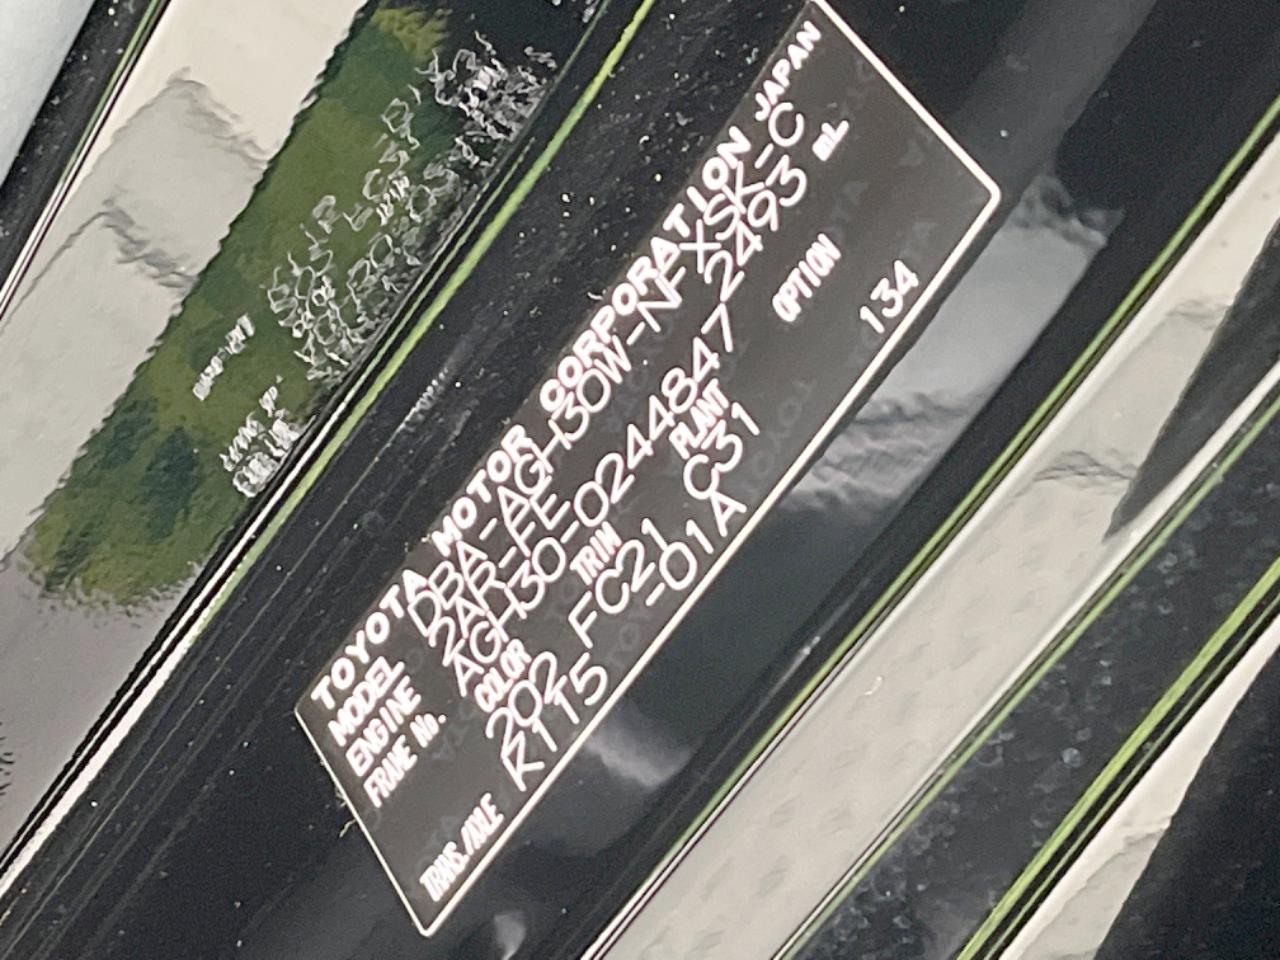 TOYOTA MOTOR CORPORATION JAPAN
MODEL DBA-AGH30W-NFXSK-C
ENGINE 2AR-FE 2493 mL
FRAME No. AGH30-0244847
COLOR TRIM PLANT OPTION
202 FC21 C31 134
TRANS./AXLE K115 -01A